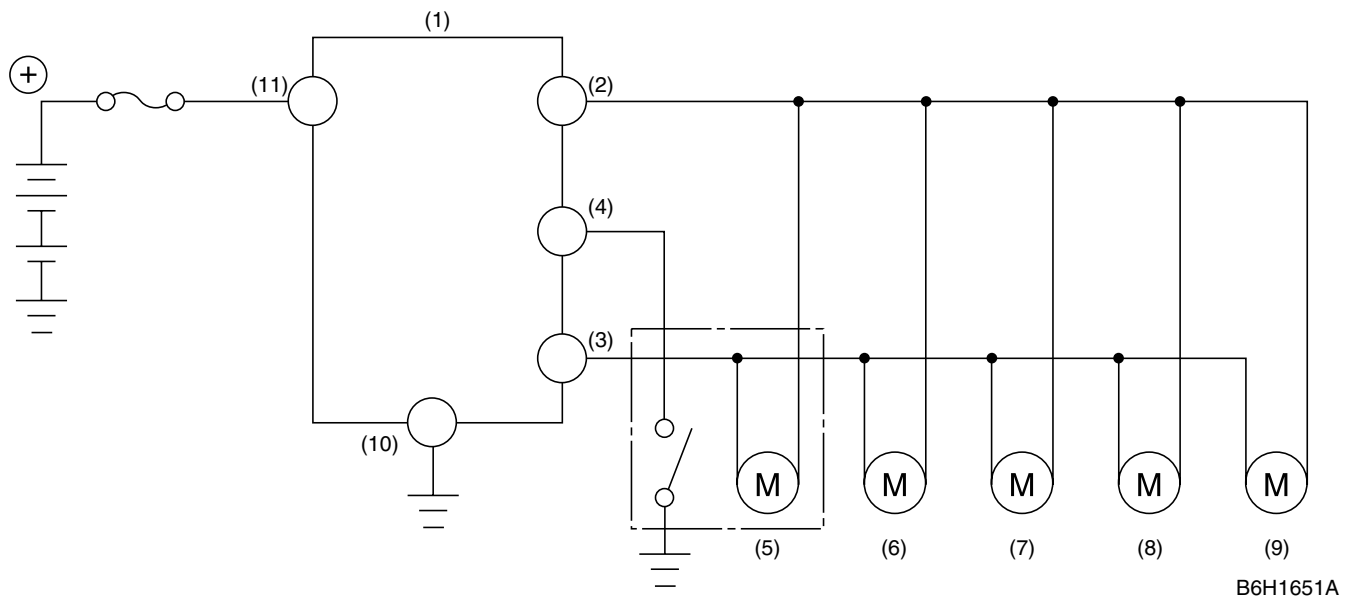 (1)
+
(11)
(2)
(4)
(3)
(10)
M M M M M
(5) (6) (7) (8) (9)
B6H1651A